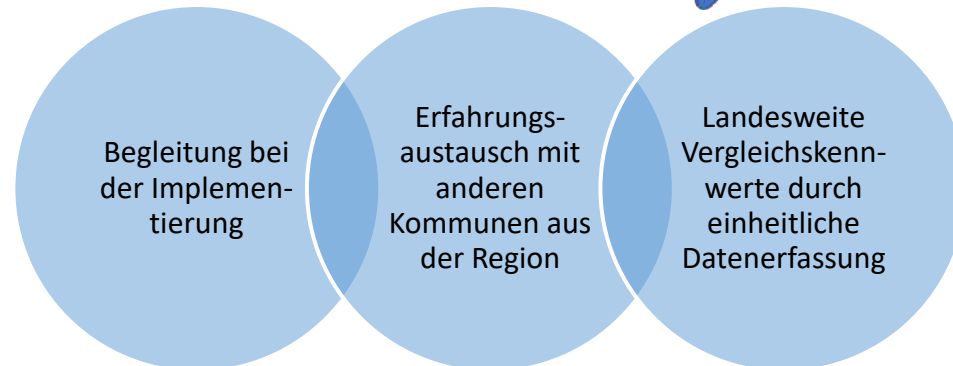 Begleitung bei
der Implemen-
tierung
Erfahrungs-
austausch mit
anderen
Kommunen aus
der Region
Landesweite
Vergleichskenn-
werte durch
einheitliche
Datenerfassung